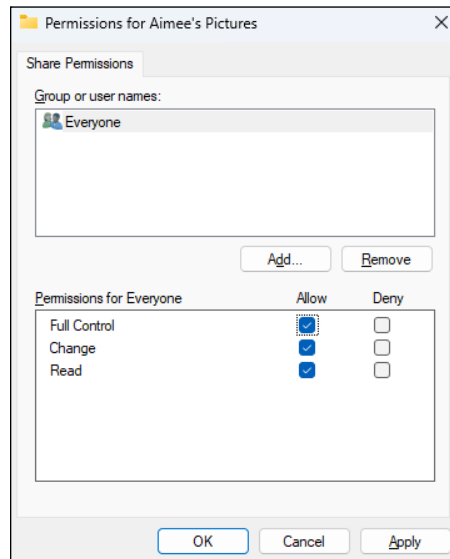 Permissions for Aimee's Pictures
Share Permissions
Group or user names:
Everyone
Add... Remove
Permissions for Everyone Allow Deny
Full Control
Change
Read
OK Cancel Apply